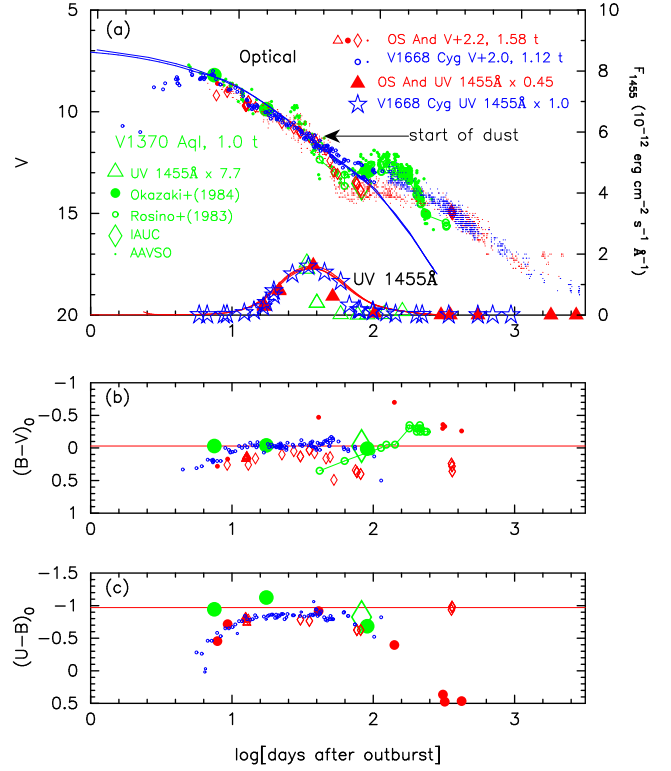 (a)
Optical
OS And V+2.2, 1.58 t
V1668 Cyg V+2.0, 1.12 t
OS And UV 1455Å x 0.45
V1668 Cyg UV 1455Å x 1.0
start of dust
V1370 Aql, 1.0 t
UV 1455Å x 7.7
Okazaki+(1984)
Rosino+(1983)
IAUC
AAVSO
UV 1455Å
V
5
10
15
20
F1455 (10⁻¹² erg cm⁻² s⁻¹ Å⁻¹)
10
8
6
4
2
0
0 1 2 3
(b)
(B−V)0
−1
−0.5
0
0.5
1
0 1 2 3
(c)
(U−B)0
−1.5
−1
−0.5
0
0.5
0 1 2 3
log[days after outburst]